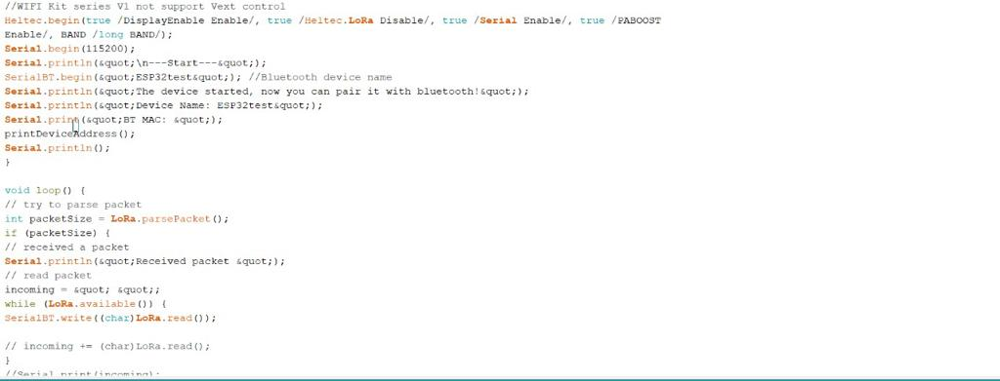 //WIFI Kit series V1 not support Vext control
Heltec.begin(true /DisplayEnable Enable/, true /Heltec.LoRa Disable/, true /Serial Enable/, true /PABOOST
Enable/, BAND /long BAND/);
Serial.begin(115200);
Serial.println(&quot;\n---Start---&quot;);
SerialBT.begin(&quot;ESP32test&quot;); //Bluetooth device name
Serial.println(&quot;The device started, now you can pair it with bluetooth!&quot;);
Serial.println(&quot;Device Name: ESP32test&quot;);
Serial.print(&quot;BT MAC: &quot;);
printDeviceAddress();
Serial.println();
}
void loop() {
// try to parse packet
int packetSize = LoRa.parsePacket();
if (packetSize) {
// received a packet
Serial.println(&quot;Received packet &quot;);
// read packet
incoming = &quot; &quot;;
while (LoRa.available()) {
SerialBT.write((char)LoRa.read());
// incoming += (char)LoRa.read();
}
//Serial.print(incoming);